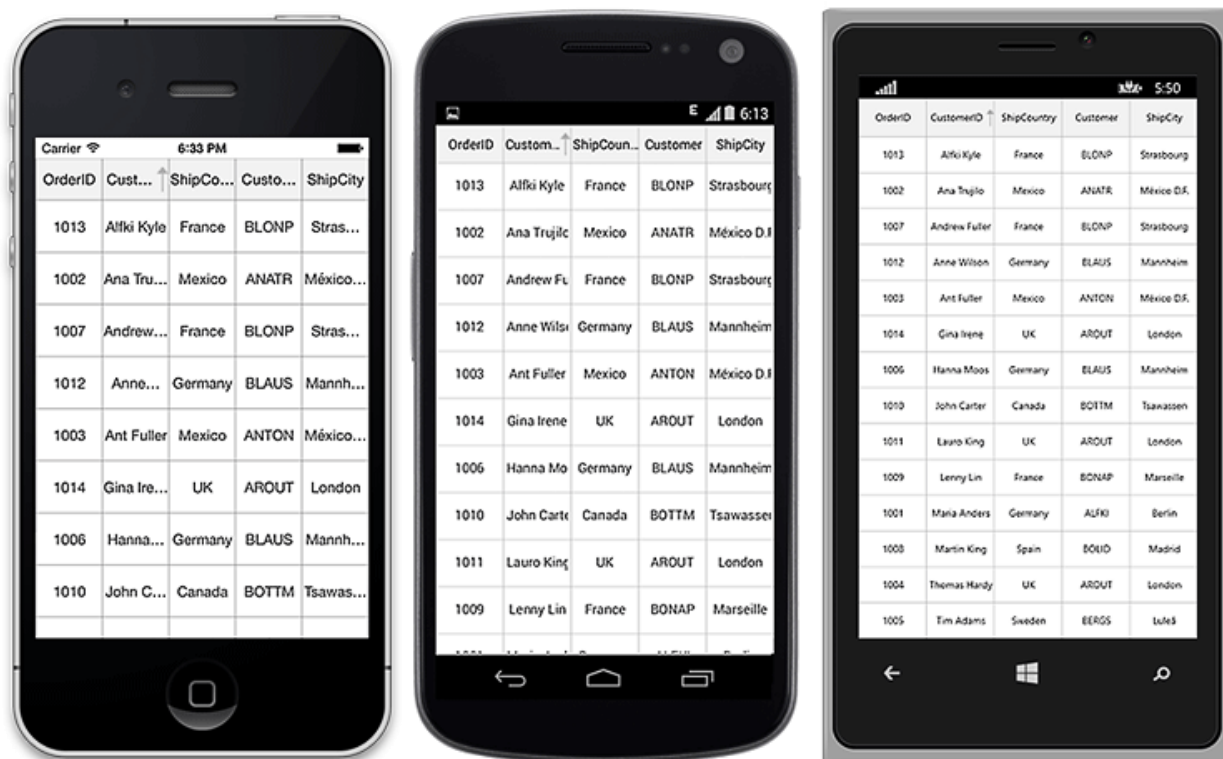 Carrier 6:33 PM
OrderID Cust... ShipCo... Custo... ShipCity
1013 Alfki Kyle France BLONP Stras...
1002 Ana Tru... Mexico ANATR México...
1007 Andrew... France BLONP Stras...
1012 Anne... Germany BLAUS Mannh...
1003 Ant Fuller Mexico ANTON México...
1014 Gina Ire... UK AROUT London
1006 Hanna... Germany BLAUS Mannh...
1010 John C... Canada BOTTM Tsawas...
E 6:13
OrderID Custom... ShipCoun... Customer ShipCity
1013 Alfki Kyle France BLONP Strasbourg
1002 Ana Trujilo Mexico ANATR México D.F
1007 Andrew Fu France BLONP Strasbourg
1012 Anne Wils Germany BLAUS Mannheim
1003 Ant Fuller Mexico ANTON México D.F
1014 Gina Irene UK AROUT London
1006 Hanna Mo Germany BLAUS Mannheim
1010 John Carte Canada BOTTM Tsawassen
1011 Lauro King UK AROUT London
1009 Lenny Lin France BONAP Marseille
5:50
OrderID CustomerID ShipCountry Customer ShipCity
1013 Alfki Kyle France BLONP Strasbourg
1002 Ana Trujilo Mexico ANATR México D.F.
1007 Andrew Fuller France BLONP Strasbourg
1012 Anne Wilson Germany BLAUS Mannheim
1003 Ant Fuller Mexico ANTON México D.F.
1014 Gina Irene UK AROUT London
1006 Hanna Moos Germany BLAUS Mannheim
1010 John Carter Canada BOTTM Tsawassen
1011 Lauro King UK AROUT London
1009 Lenny Lin France BONAP Marseille
1001 Maria Anders Germany ALFKI Berlin
1008 Martin King Spain BOLID Madrid
1004 Thomas Hardy UK AROUT London
1005 Tim Adams Sweden BERGS Luleå